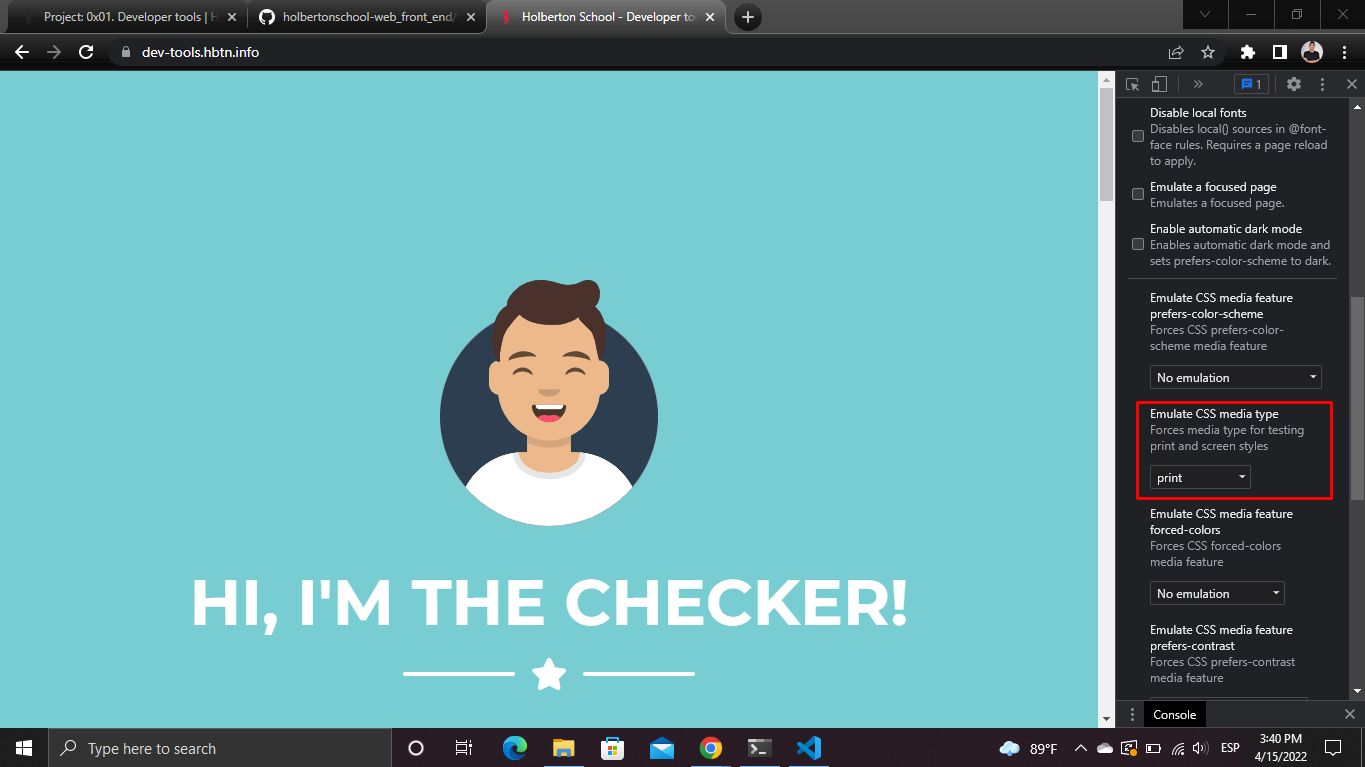 Project: 0x01. Developer tools | H
holbertonschool-web_front_end/
Holberton School - Developer to
dev-tools.hbtn.info
1
Disable local fonts
Disables local() sources in @font-
face rules. Requires a page reload
to apply.
Emulate a focused page
Emulates a focused page.
Enable automatic dark mode
Enables automatic dark mode and
sets prefers-color-scheme to dark.
Emulate CSS media feature
prefers-color-scheme
Forces CSS prefers-color-
scheme media feature
No emulation
Emulate CSS media type
Forces media type for testing
print and screen styles
print
Emulate CSS media feature
forced-colors
Forces CSS forced-colors
media feature
No emulation
Emulate CSS media feature
prefers-contrast
Forces CSS prefers-contrast
media feature
HI, I'M THE CHECKER!
Console
Type here to search
89°F
ESP
3:40 PM
4/15/2022